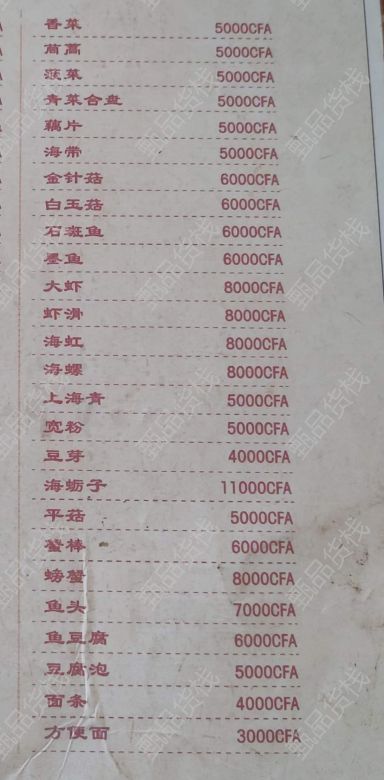 香菜 5000CFA
茼蒿 5000CFA
菠菜 5000CFA
青菜合盘 5000CFA
藕片 5000CFA
海带 5000CFA
金针菇 6000CFA
白玉菇 6000CFA
石斑鱼 6000CFA
墨鱼 6000CFA
大虾 8000CFA
虾滑 8000CFA
海虹 8000CFA
海螺 8000CFA
上海青 5000CFA
宽粉 5000CFA
豆芽 4000CFA
海蛎子 11000CFA
平菇 5000CFA
蟹棒 6000CFA
螃蟹 8000CFA
鱼头 7000CFA
鱼豆腐 6000CFA
豆腐泡 5000CFA
面条 4000CFA
方便面 3000CFA
甄品货栈